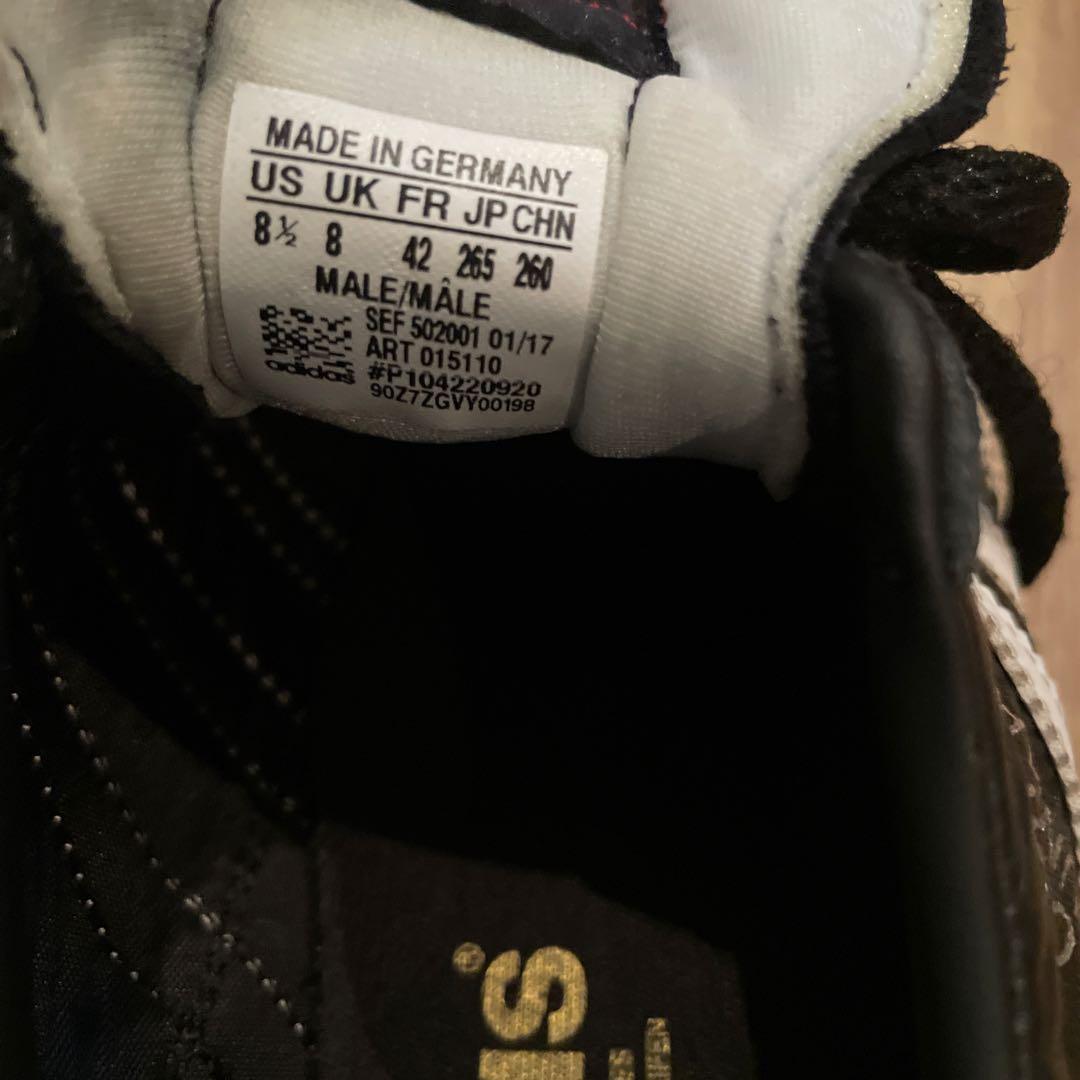 MADE IN GERMANY
US UK FR JP CHN
8½ 8 42 265 260
MALE/MÂLE
SEF 502001 01/17
ART 015110
#P104220920
90Z7ZGVY00198
adidas